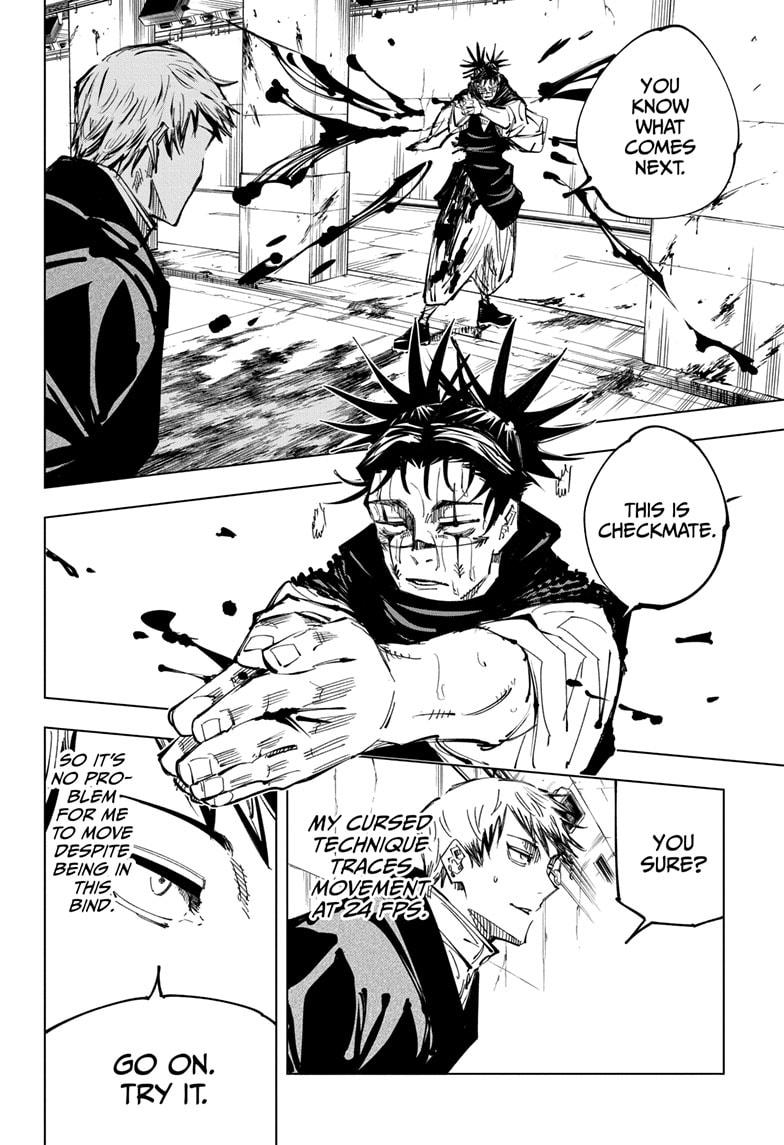 YOU
KNOW
WHAT
COMES
NEXT.
THIS IS
CHECKMATE.
YOU
SURE?
MY CURSED
TECHNIQUE
TRACES
MOVEMENT
AT 24 FPS.
SO IT'S
NO PRO-
BLEM
FOR ME
TO MOVE
DESPITE
BEING IN
THIS
BIND.
GO ON.
TRY IT.